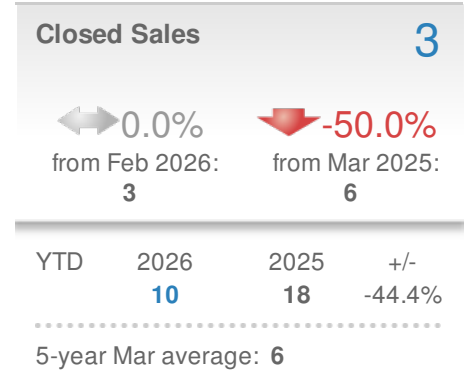 Closed Sales 3
0.0% -50.0%
from Feb 2026: from Mar 2025:
3 6
YTD 2026 2025 +/-
10 18 -44.4%
5-year Mar average: 6